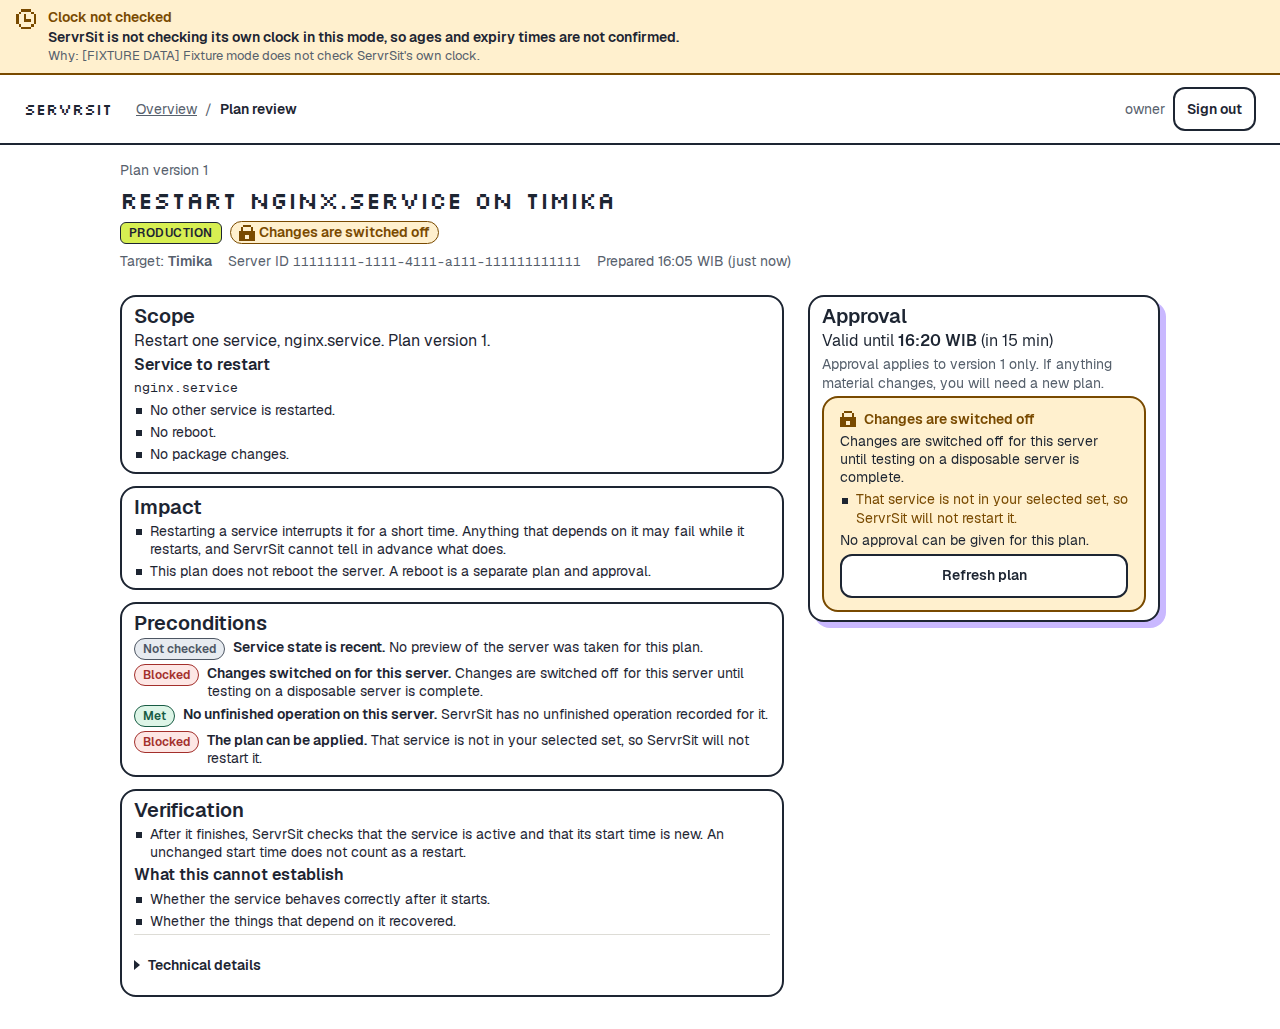 Clock not checked
ServrSit is not checking its own clock in this mode, so ages and expiry times are not confirmed.
Why: [FIXTURE DATA] Fixture mode does not check ServrSit's own clock.
SERVRSIT
Overview / Plan review
owner
Sign out
Plan version 1
RESTART NGINX.SERVICE ON TIMIKA
PRODUCTION
Changes are switched off
Target: Timika Server ID 11111111-1111-4111-a111-111111111111 Prepared 16:05 WIB (just now)
Scope
Restart one service, nginx.service. Plan version 1.
Service to restart
nginx.service
No other service is restarted.
No reboot.
No package changes.
Impact
Restarting a service interrupts it for a short time. Anything that depends on it may fail while it
restarts, and ServrSit cannot tell in advance what does.
This plan does not reboot the server. A reboot is a separate plan and approval.
Preconditions
Not checked Service state is recent. No preview of the server was taken for this plan.
Blocked Changes switched on for this server. Changes are switched off for this server until
testing on a disposable server is complete.
Met No unfinished operation on this server. ServrSit has no unfinished operation recorded for it.
Blocked The plan can be applied. That service is not in your selected set, so ServrSit will not
restart it.
Verification
After it finishes, ServrSit checks that the service is active and that its start time is new. An
unchanged start time does not count as a restart.
What this cannot establish
Whether the service behaves correctly after it starts.
Whether the things that depend on it recovered.
Technical details
Approval
Valid until 16:20 WIB (in 15 min)
Approval applies to version 1 only. If anything
material changes, you will need a new plan.
Changes are switched off
Changes are switched off for this server
until testing on a disposable server is
complete.
That service is not in your selected set, so
ServrSit will not restart it.
No approval can be given for this plan.
Refresh plan